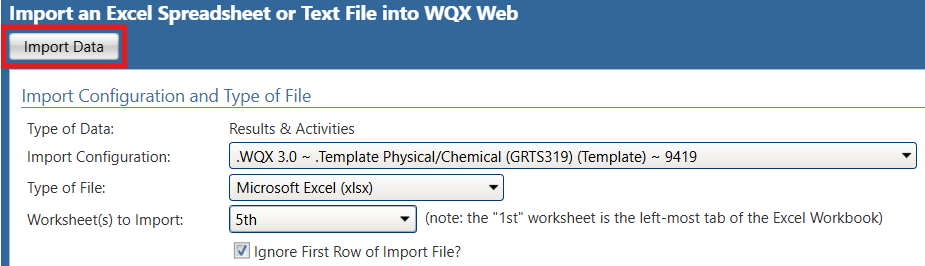 Import an Excel Spreadsheet or Text File into WQX Web
Import Data
Import Configuration and Type of File
Type of Data: Results & Activities
Import Configuration: .WQX 3.0 ~ .Template Physical/Chemical (GRTS319) (Template) ~ 9419
Type of File: Microsoft Excel (xlsx)
Worksheet(s) to Import: 5th (note: the "1st" worksheet is the left-most tab of the Excel Workbook)
Ignore First Row of Import File?